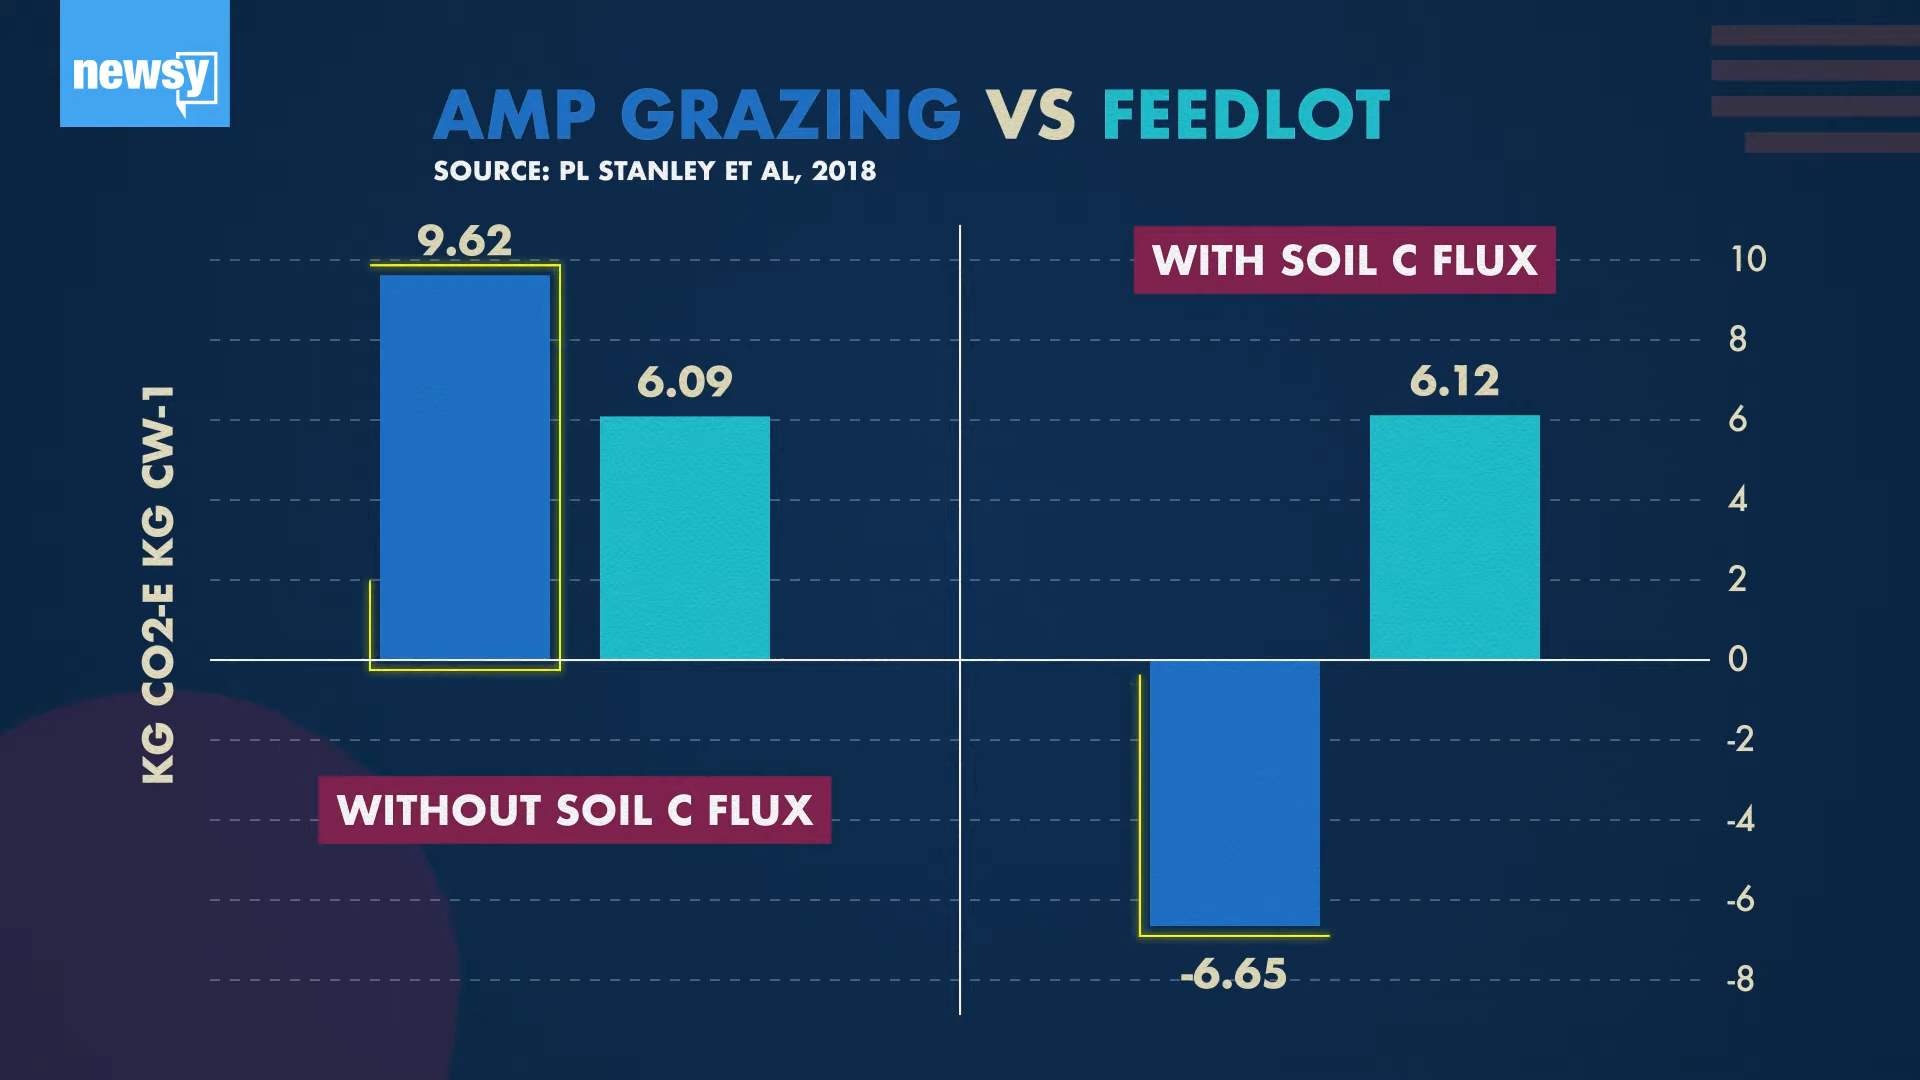 newsy
AMP GRAZING VS FEEDLOT
SOURCE: PL STANLEY ET AL, 2018
KG CO2-E KG CW-1
9.62
6.09
WITHOUT SOIL C FLUX
WITH SOIL C FLUX
6.12
-6.65
10
8
6
4
2
0
-2
-4
-6
-8